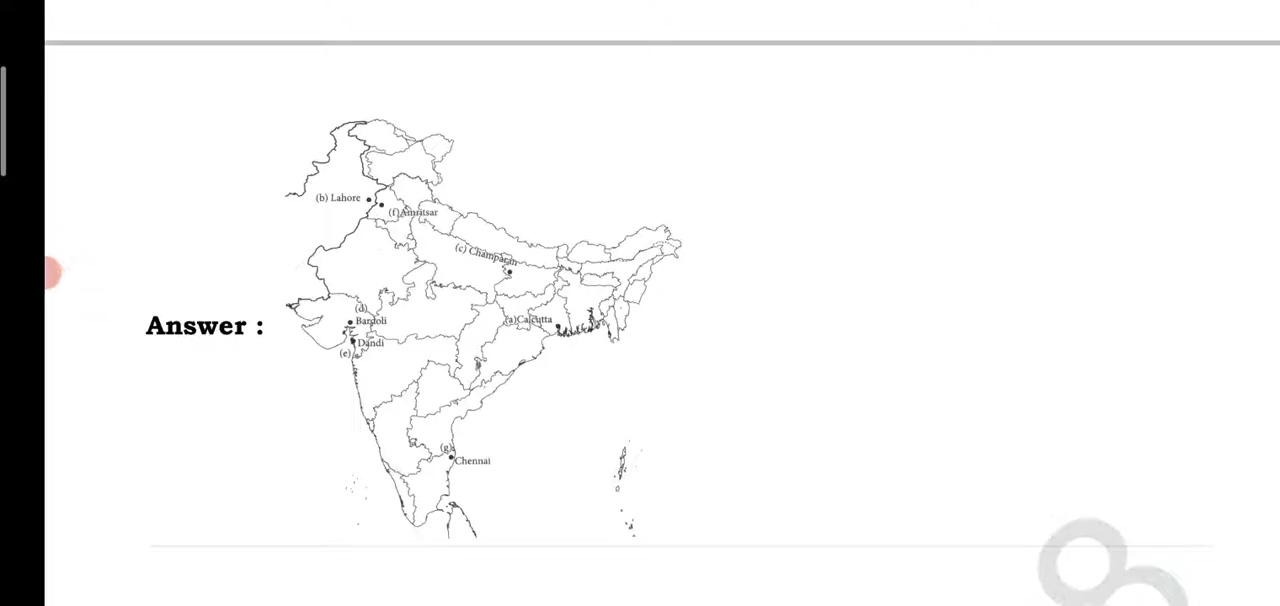 (b) Lahore
(f) Amritsar
(c) Champaran
(d)
Answer :
Bardoli
(a) Calcutta
Dandi
(e)
(g)
Chennai